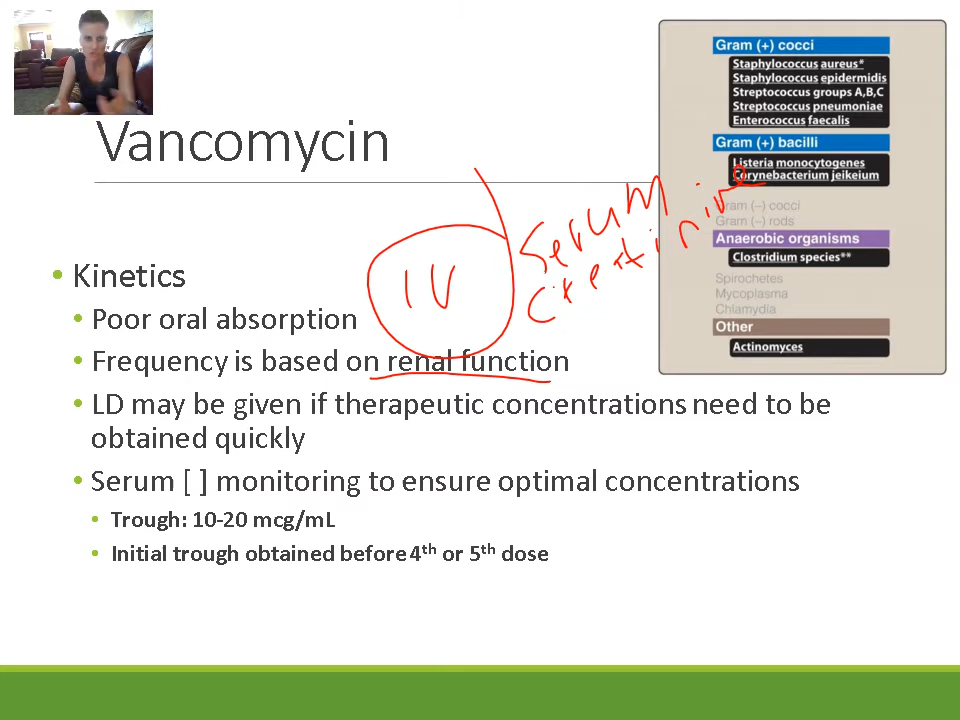 Vancomycin
• Kinetics
• Poor oral absorption
• Frequency is based on renal function
• LD may be given if therapeutic concentrations need to be
obtained quickly
• Serum [ ] monitoring to ensure optimal concentrations
• Trough: 10-20 mcg/mL
• Initial trough obtained before 4th or 5th dose
IV
Serum
Creatinine
Gram (+) cocci
Staphylococcus aureus*
Staphylococcus epidermidis
Streptococcus groups A,B,C
Streptococcus pneumoniae
Enterococcus faecalis
Gram (+) bacilli
Listeria monocytogenes
Corynebacterium jeikeium
Gram (–) cocci
Gram (–) rods
Anaerobic organisms
Clostridium species**
Spirochetes
Mycoplasma
Chlamydia
Other
Actinomyces